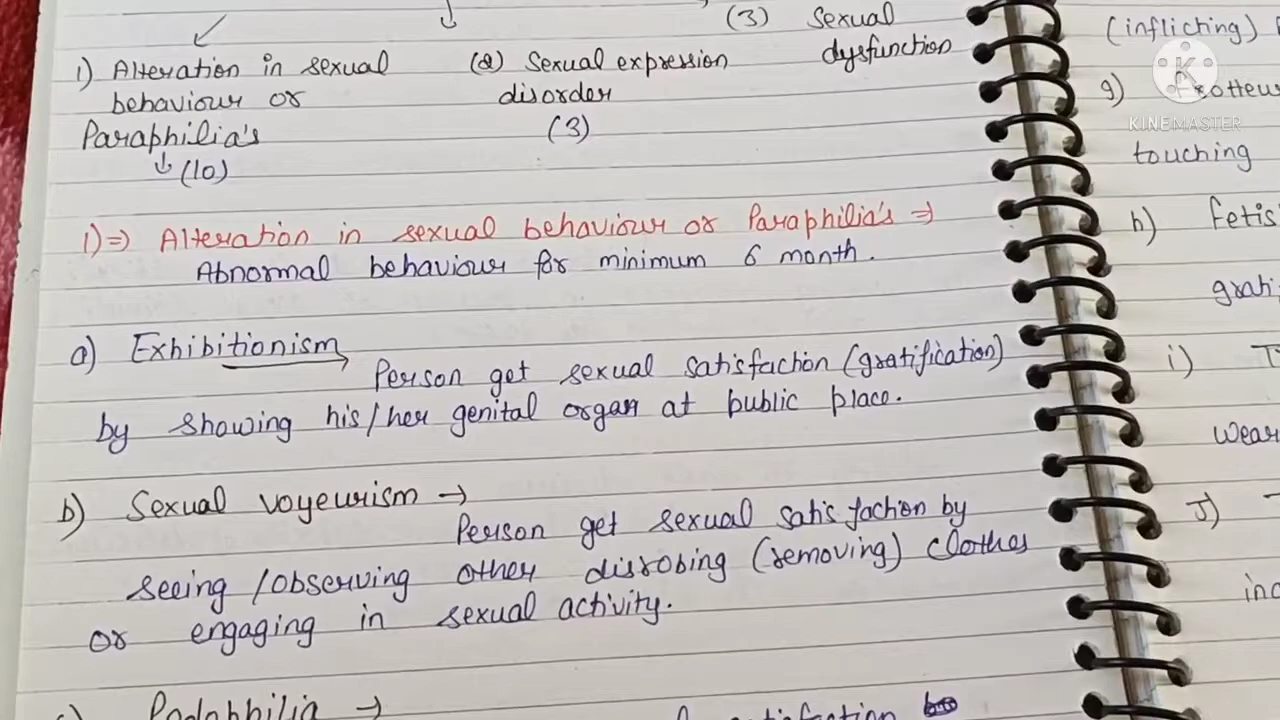 (3) Sexual
dysfunction
1) Alteration in sexual
behaviour or
Paraphilia's
↓ (10)
(2) Sexual expression
disorder
(3)
1) ⇒ Alteration in sexual behaviour or Paraphilia's ⇒
Abnormal behaviour for minimum 6 month.
a) Exhibitionism →
Person get sexual satisfaction (gratification)
by showing his/her genital organ at public place.
b) Sexual voyeurism →
Person get sexual satisfaction by
seeing /observing other disrobing (removing) clothes
or engaging in sexual activity.
(inflicting)
g)
touching
h)
i)
J)
KINEMASTER